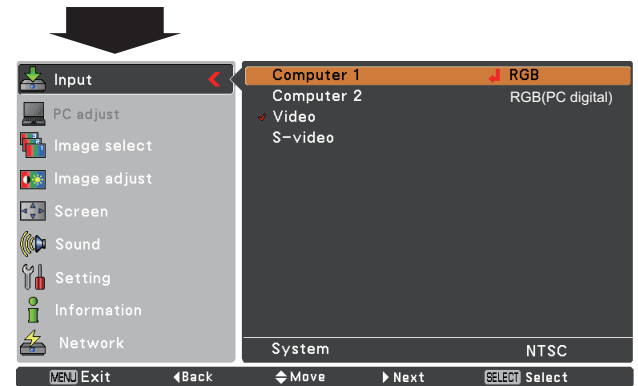 Input
PC adjust
Image select
Image adjust
Screen
Sound
Setting
Information
Network
Computer 1 RGB
Computer 2 RGB(PC digital)
Video
S-video
System NTSC
MENU Exit Back Move Next SELECT Select